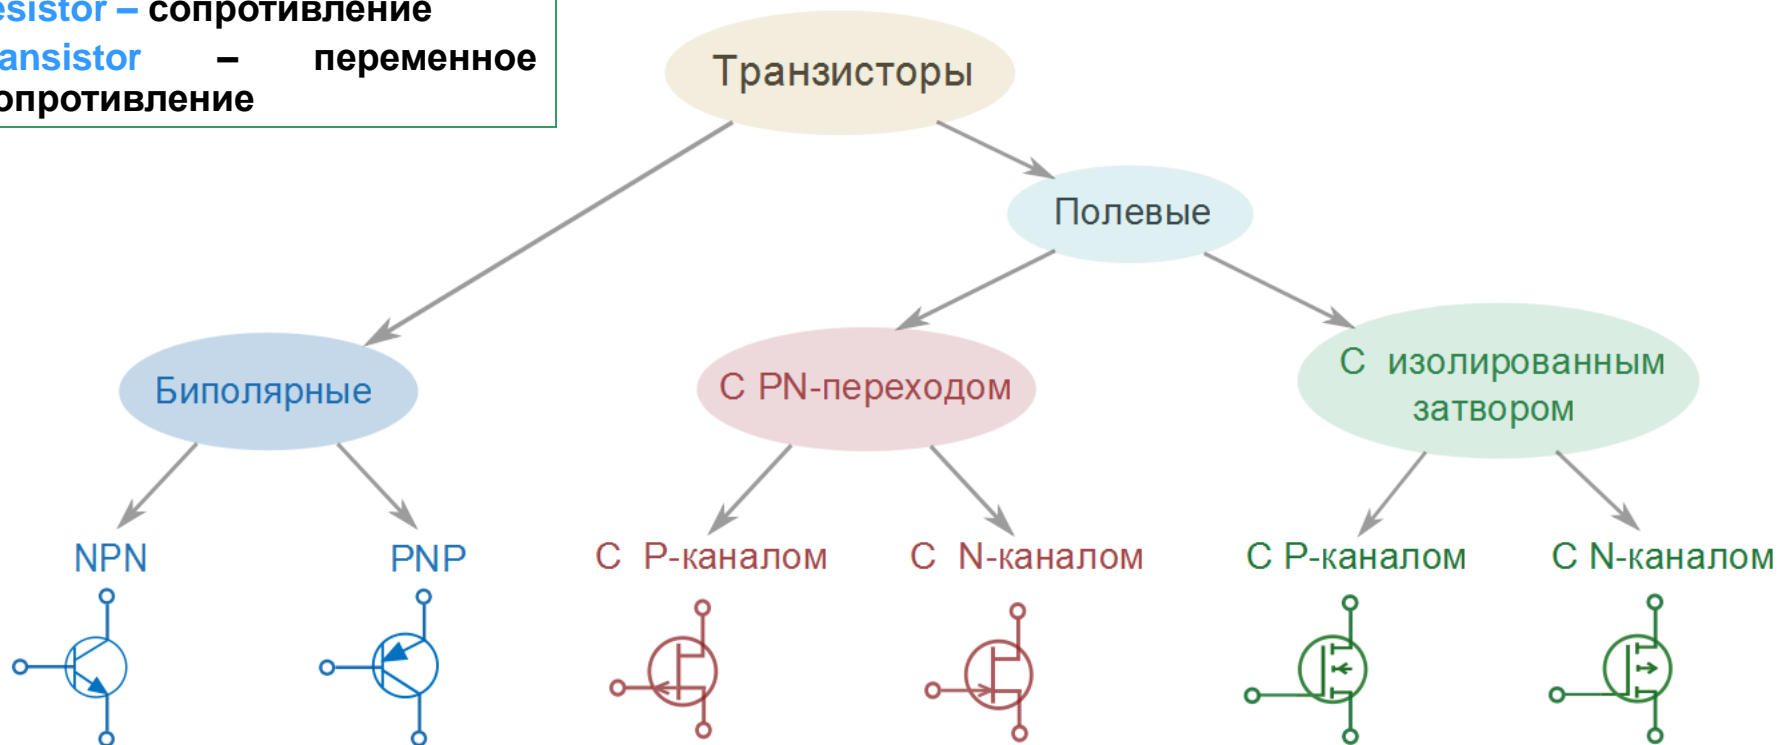 esistor – сопротивление
ansistor – переменное
опротивление
Транзисторы
Полевые
Биполярные
С PN-переходом
С изолированным
затвором
NPN
PNP
С P-каналом
С N-каналом
С P-каналом
С N-каналом